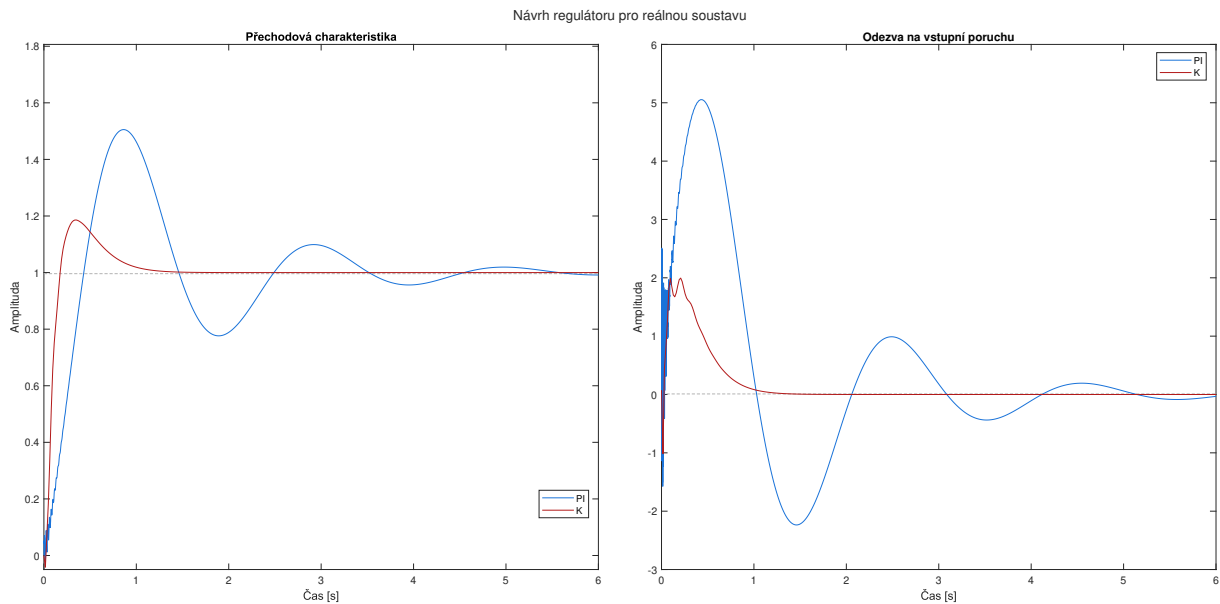 Návrh regulátoru pro reálnou soustavu
Přechodová charakteristika
1.8
1.6
1.4
1.2
1
0.8
0.6
0.4
0.2
0
Amplituda
0 1 2 3 4 5 6
Čas [s]
PI
K
Odezva na vstupní poruchu
6
5
4
3
2
1
0
-1
-2
-3
Amplituda
0 1 2 3 4 5 6
Čas [s]
PI
K